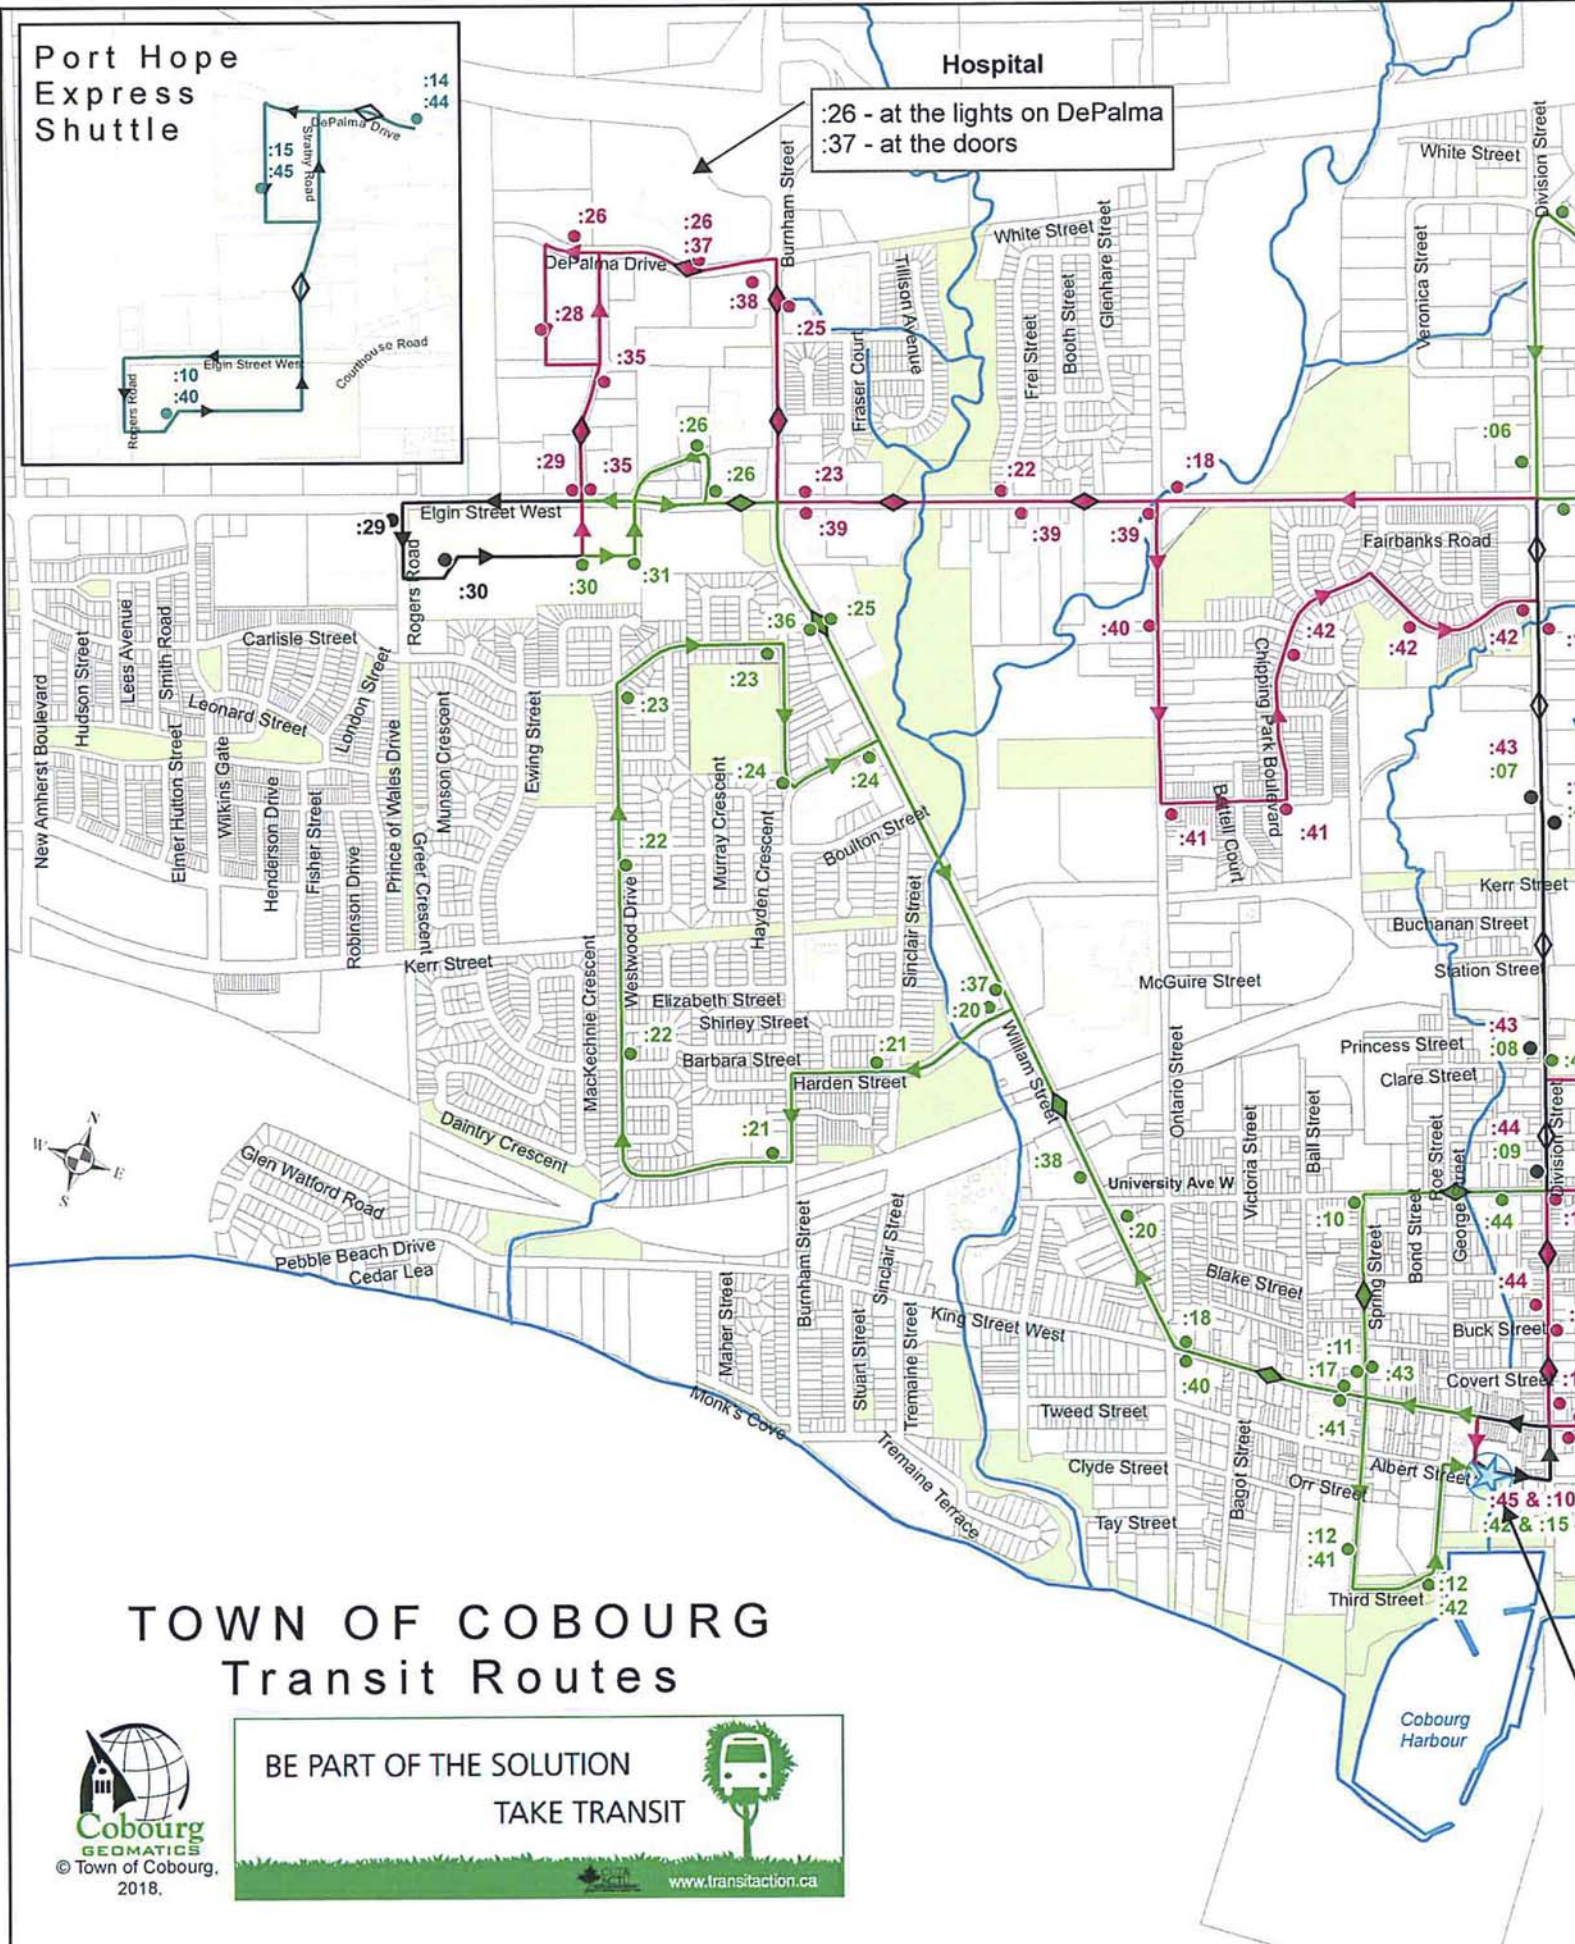 Port Hope
Express
Shuttle
:14
:44
DePalma Drive
Strathy Road
:15
:45
Elgin Street West
Courthouse Road
:10
:40
Rogers Road
Hospital
:26 - at the lights on DePalma
:37 - at the doors
Burnham Street
White Street
Division Street
White Street
Glenhare Street
Veronica Street
Tillison Avenue
Booth Street
Frei Street
Fraser Court
:26
:26
:37
DePalma Drive
:38
:25
:28
:35
:26
:29
:35
:26
:23
:22
:18
:06
Elgin Street West
:29
:39
:39
:39
Fairbanks Road
Rogers Road
:30
:30
:31
:36
:25
:40
:42
:42
:42
Chipping Park Boulevard
Carlisle Street
Hudson Street
Lees Avenue
Smith Road
London Street
Leonard Street
New Amherst Boulevard
Elmer Hutton Street
Wilkins Gate
Henderson Drive
Fisher Street
Robinson Drive
Prince of Wales Drive
Munson Crescent
Greer Crescent
Ewing Street
:23
:23
:24
:24
:43
:07
:41
:41
Battell Court
Murray Crescent
Hayden Crescent
Boulton Street
:22
Westwood Drive
Sinclair Street
Kerr Street
Buchanan Street
Station Street
Kerr Street
MacKechnie Crescent
Elizabeth Street
Shirley Street
Barbara Street
:22
:37
:20
McGuire Street
:21
Harden Street
William Street
Ontario Street
Princess Street
:43
:08
Clare Street
Division Street
:44
:09
Roe Street
Ball Street
Victoria Street
N
W
E
S
Daintry Crescent
Glen Watford Road
Pebble Beach Drive
Cedar Lea
:21
:38
University Ave W
:20
:10
:44
Bond Street
George Street
Spring Street
Blake Street
:44
Buck Street
Maher Street
Burnham Street
Sinclair Street
Stuart Street
Tremaine Street
King Street West
:18
:40
:11
:17
:43
Covert Street
:41
Monk's Cove
Tweed Street
Tremaine Terrace
Clyde Street
Bagot Street
Orr Street
Albert Street
:45 & :10
:42 & :15
Tay Street
:12
:41
Third Street
:12
:42
Cobourg
Harbour
TOWN OF COBOURG
Transit Routes
BE PART OF THE SOLUTION
TAKE TRANSIT
www.transitaction.ca
Cobourg
GEOMATICS
© Town of Cobourg,
2018.